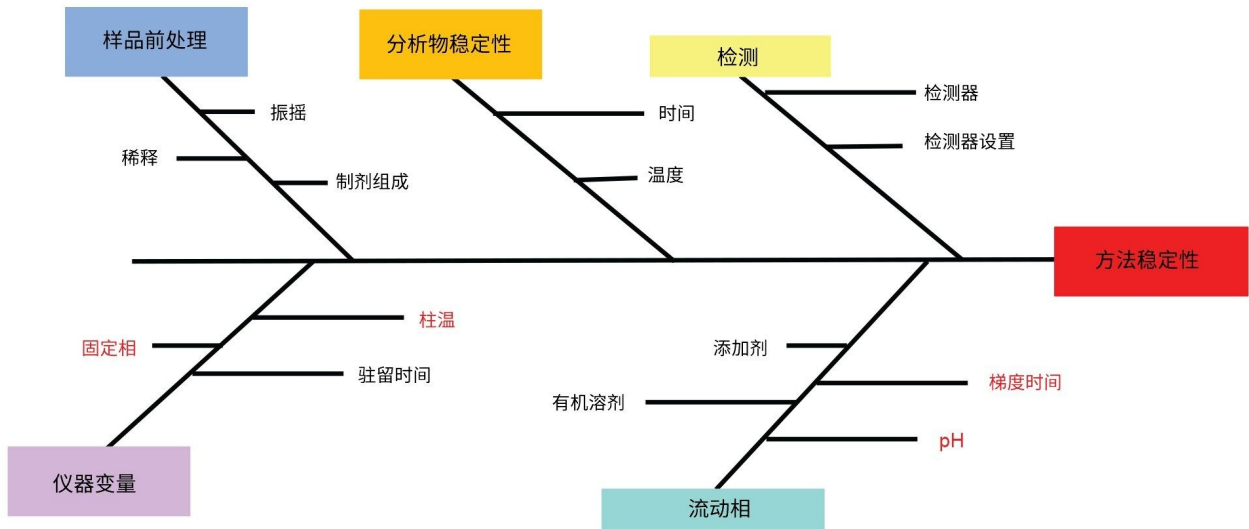 样品前处理
分析物稳定性
检测
振摇
稀释
制剂组成
时间
温度
检测器
检测器设置
方法稳定性
柱温
固定相
驻留时间
仪器变量
添加剂
梯度时间
有机溶剂
pH
流动相